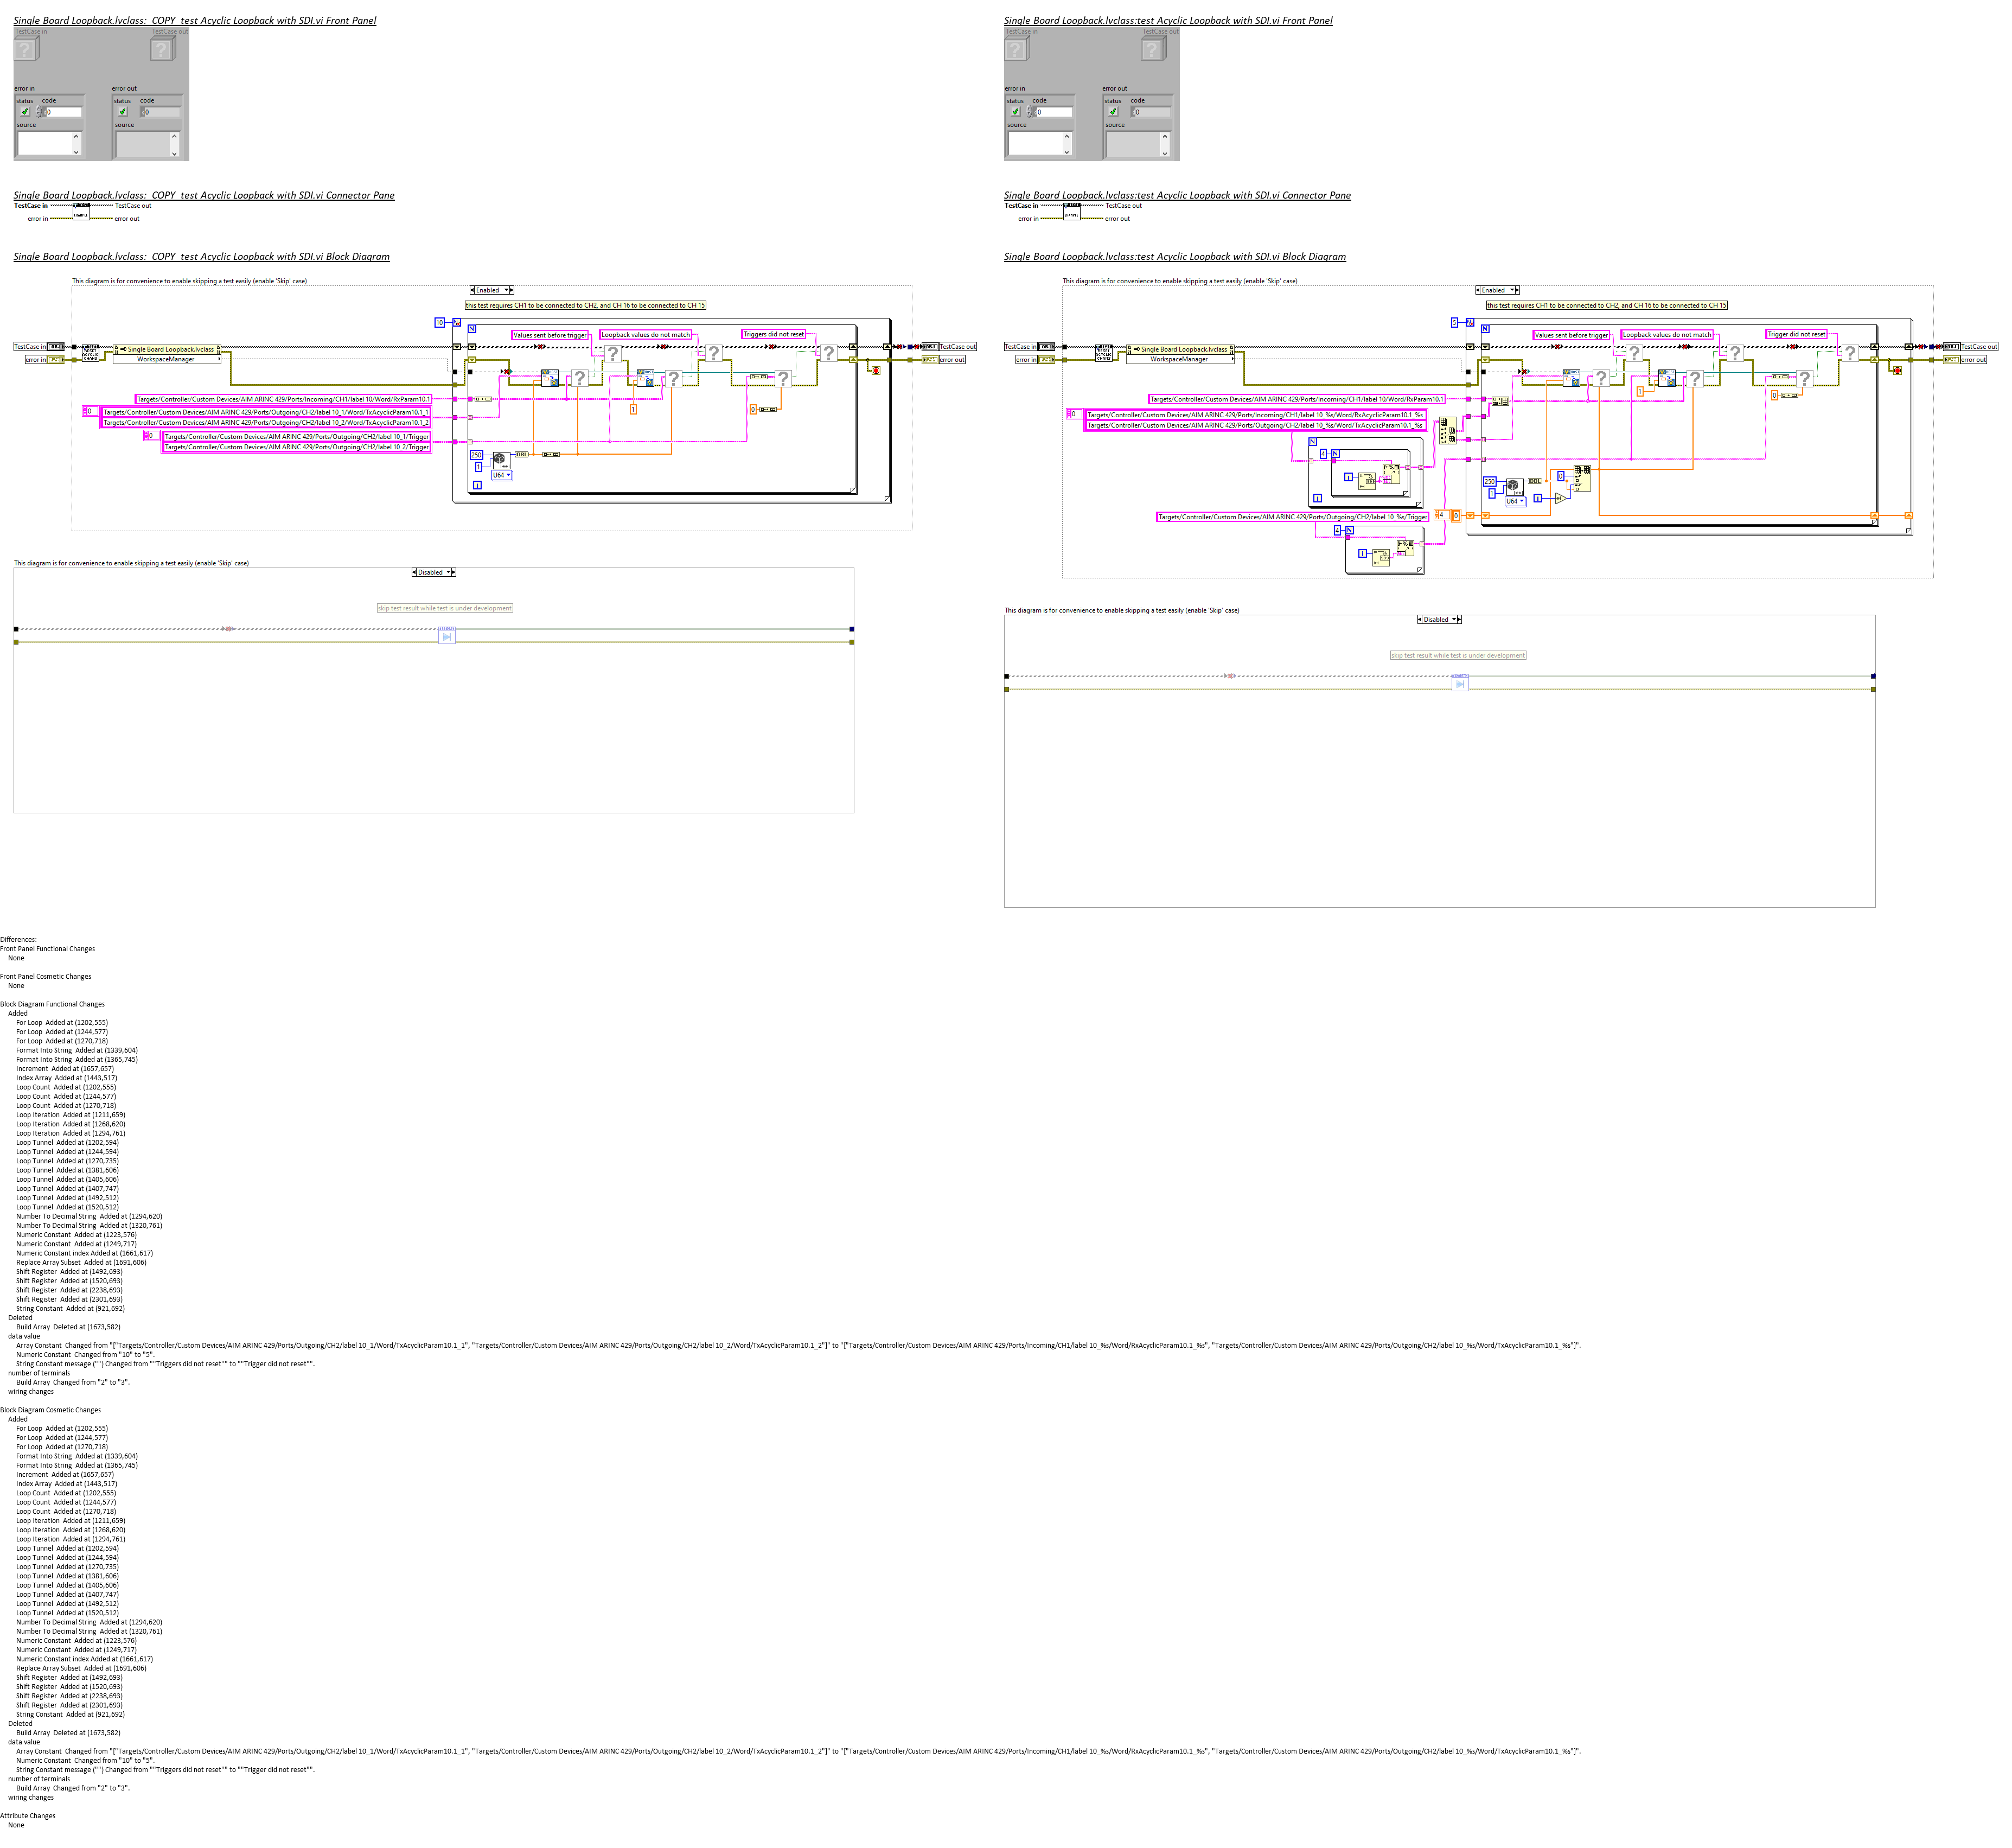 Single Board Loopback.lvclass:  COPY  test Acyclic Loopback with SDI.vi Front Panel
TestCase in
TestCase out
error in
error out
status
code
status
code
0
0
source
source
Single Board Loopback.lvclass:  COPY  test Acyclic Loopback with SDI.vi Connector Pane
TestCase in
TestCase out
error in
error out
Single Board Loopback.lvclass:  COPY  test Acyclic Loopback with SDI.vi Block Diagram
This diagram is for convenience to enable skipping a test easily (enable 'Skip' case)
Enabled
this test requires CH1 to be connected to CH2, and CH 16 to be connected to CH 15
10
N
Values sent before trigger
Loopback values do not match
Triggers did not reset
TestCase in
error in
Single Board Loopback.lvclass
WorkspaceManager
TestCase out
error out
Targets/Controller/Custom Devices/AIM ARINC 429/Ports/Incoming/CH1/label 10/Word/RxParam10.1
0
Targets/Controller/Custom Devices/AIM ARINC 429/Ports/Outgoing/CH2/label 10_1/Word/TxAcyclicParam10.1_1
Targets/Controller/Custom Devices/AIM ARINC 429/Ports/Outgoing/CH2/label 10_2/Word/TxAcyclicParam10.1_2
0
Targets/Controller/Custom Devices/AIM ARINC 429/Ports/Outgoing/CH2/label 10_1/Trigger
Targets/Controller/Custom Devices/AIM ARINC 429/Ports/Outgoing/CH2/label 10_2/Trigger
1
0
250
1
DBL
U64
i
This diagram is for convenience to enable skipping a test easily (enable 'Skip' case)
Disabled
skip test result while test is under development
Single Board Loopback.lvclass:test Acyclic Loopback with SDI.vi Front Panel
TestCase in
TestCase out
error in
error out
status
code
status
code
0
0
source
source
Single Board Loopback.lvclass:test Acyclic Loopback with SDI.vi Connector Pane
TestCase in
TestCase out
error in
error out
Single Board Loopback.lvclass:test Acyclic Loopback with SDI.vi Block Diagram
This diagram is for convenience to enable skipping a test easily (enable 'Skip' case)
Enabled
this test requires CH1 to be connected to CH2, and CH 16 to be connected to CH 15
5
N
Values sent before trigger
Loopback values do not match
Trigger did not reset
TestCase in
error in
Single Board Loopback.lvclass
WorkspaceManager
TestCase out
error out
Targets/Controller/Custom Devices/AIM ARINC 429/Ports/Incoming/CH1/label 10/Word/RxParam10.1
0
Targets/Controller/Custom Devices/AIM ARINC 429/Ports/Incoming/CH1/label 10_%s/Word/RxAcyclicParam10.1_%s
Targets/Controller/Custom Devices/AIM ARINC 429/Ports/Outgoing/CH2/label 10_%s/Word/TxAcyclicParam10.1_%s
1
0
N
4
N
i
i
250
1
DBL
U64
i
0
+1
Targets/Controller/Custom Devices/AIM ARINC 429/Ports/Outgoing/CH2/label 10_%s/Trigger
4
0
4
N
i
This diagram is for convenience to enable skipping a test easily (enable 'Skip' case)
Disabled
skip test result while test is under development
Differences:
Front Panel Functional Changes
None
Front Panel Cosmetic Changes
None
Block Diagram Functional Changes
Added
For Loop  Added at (1202,555)
For Loop  Added at (1244,577)
For Loop  Added at (1270,718)
Format Into String  Added at (1339,604)
Format Into String  Added at (1365,745)
Increment  Added at (1657,657)
Index Array  Added at (1443,517)
Loop Count  Added at (1202,555)
Loop Count  Added at (1244,577)
Loop Count  Added at (1270,718)
Loop Iteration  Added at (1211,659)
Loop Iteration  Added at (1268,620)
Loop Iteration  Added at (1294,761)
Loop Tunnel  Added at (1202,594)
Loop Tunnel  Added at (1244,594)
Loop Tunnel  Added at (1270,735)
Loop Tunnel  Added at (1381,606)
Loop Tunnel  Added at (1405,606)
Loop Tunnel  Added at (1407,747)
Loop Tunnel  Added at (1492,512)
Loop Tunnel  Added at (1520,512)
Number To Decimal String  Added at (1294,620)
Number To Decimal String  Added at (1320,761)
Numeric Constant  Added at (1223,576)
Numeric Constant  Added at (1249,717)
Numeric Constant index Added at (1661,617)
Replace Array Subset  Added at (1691,606)
Shift Register  Added at (1492,693)
Shift Register  Added at (1520,693)
Shift Register  Added at (2238,693)
Shift Register  Added at (2301,693)
String Constant  Added at (921,692)
Deleted
Build Array  Deleted at (1673,582)
data value
Array Constant  Changed from "["Targets/Controller/Custom Devices/AIM ARINC 429/Ports/Outgoing/CH2/label 10_1/Word/TxAcyclicParam10.1_1", "Targets/Controller/Custom Devices/AIM ARINC 429/Ports/Outgoing/CH2/label 10_2/Word/TxAcyclicParam10.1_2"]" to "["Targets/Controller/Custom Devices/AIM ARINC 429/Ports/Incoming/CH1/label 10_%s/Word/RxAcyclicParam10.1_%s", "Targets/Controller/Custom Devices/AIM ARINC 429/Ports/Outgoing/CH2/label 10_%s/Word/TxAcyclicParam10.1_%s"]".
Numeric Constant  Changed from "10" to "5".
String Constant message ("") Changed from ""Triggers did not reset"" to ""Trigger did not reset"".
number of terminals
Build Array  Changed from "2" to "3".
wiring changes
Block Diagram Cosmetic Changes
Added
For Loop  Added at (1202,555)
For Loop  Added at (1244,577)
For Loop  Added at (1270,718)
Format Into String  Added at (1339,604)
Format Into String  Added at (1365,745)
Increment  Added at (1657,657)
Index Array  Added at (1443,517)
Loop Count  Added at (1202,555)
Loop Count  Added at (1244,577)
Loop Count  Added at (1270,718)
Loop Iteration  Added at (1211,659)
Loop Iteration  Added at (1268,620)
Loop Iteration  Added at (1294,761)
Loop Tunnel  Added at (1202,594)
Loop Tunnel  Added at (1244,594)
Loop Tunnel  Added at (1270,735)
Loop Tunnel  Added at (1381,606)
Loop Tunnel  Added at (1405,606)
Loop Tunnel  Added at (1407,747)
Loop Tunnel  Added at (1492,512)
Loop Tunnel  Added at (1520,512)
Number To Decimal String  Added at (1294,620)
Number To Decimal String  Added at (1320,761)
Numeric Constant  Added at (1223,576)
Numeric Constant  Added at (1249,717)
Numeric Constant index Added at (1661,617)
Replace Array Subset  Added at (1691,606)
Shift Register  Added at (1492,693)
Shift Register  Added at (1520,693)
Shift Register  Added at (2238,693)
Shift Register  Added at (2301,693)
String Constant  Added at (921,692)
Deleted
Build Array  Deleted at (1673,582)
data value
Array Constant  Changed from "["Targets/Controller/Custom Devices/AIM ARINC 429/Ports/Outgoing/CH2/label 10_1/Word/TxAcyclicParam10.1_1", "Targets/Controller/Custom Devices/AIM ARINC 429/Ports/Outgoing/CH2/label 10_2/Word/TxAcyclicParam10.1_2"]" to "["Targets/Controller/Custom Devices/AIM ARINC 429/Ports/Incoming/CH1/label 10_%s/Word/RxAcyclicParam10.1_%s", "Targets/Controller/Custom Devices/AIM ARINC 429/Ports/Outgoing/CH2/label 10_%s/Word/TxAcyclicParam10.1_%s"]".
Numeric Constant  Changed from "10" to "5".
String Constant message ("") Changed from ""Triggers did not reset"" to ""Trigger did not reset"".
number of terminals
Build Array  Changed from "2" to "3".
wiring changes
Attribute Changes
None